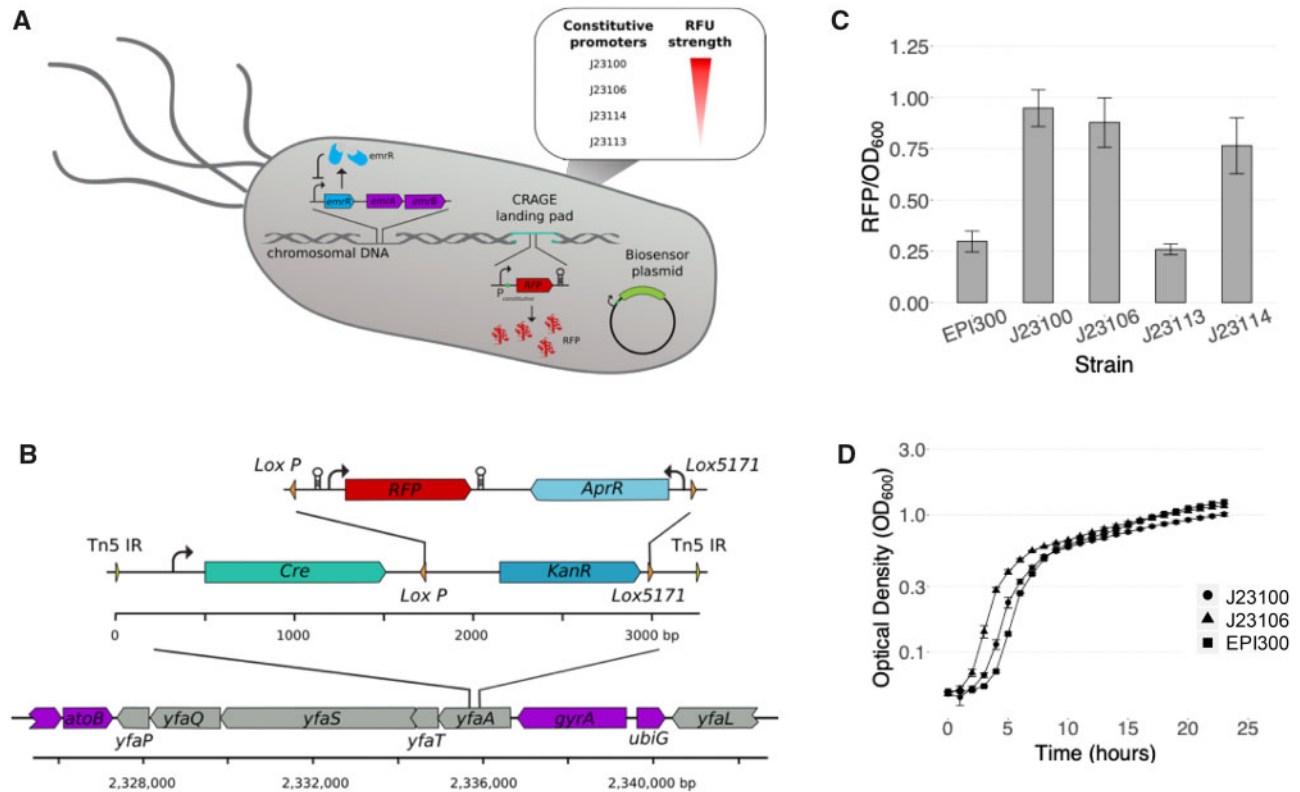 A
Constitutive promoters
RFU strength
J23100
J23106
J23114
J23113
emrR
emrR
emrA
emrB
chromosomal DNA
CRAGE
landing pad
P constitutive
RFP
RFP
Biosensor
plasmid
B
Lox P
Lox5171
RFP
AprR
Tn5 IR
Tn5 IR
Cre
KanR
Lox P
Lox5171
0 1000 2000 3000 bp
atoB
yfaP
yfaQ
yfaS
yfaT
yfaA
gyrA
ubiG
yfaL
2,328,000 2,332,000 2,336,000 2,340,000 bp
C
RFP/OD600
1.25
1.00
0.75
0.50
0.25
0.00
EPI300 J23100 J23106 J23113 J23114
Strain
D
Optical Density (OD600)
3.0
1.0
0.3
0.1
J23100
J23106
EPI300
0 5 10 15 20 25
Time (hours)